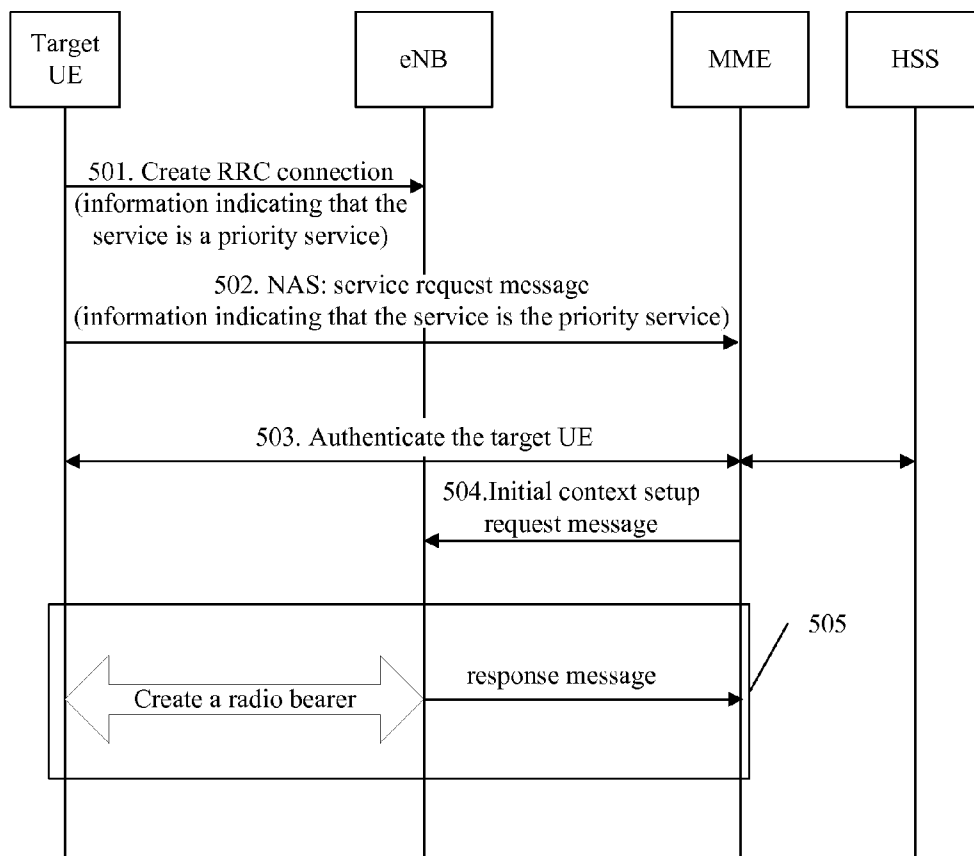 Target
UE
eNB
MME
HSS
501. Create RRC connection
(information indicating that the
service is a priority service)
502. NAS: service request message
(information indicating that the service is the priority service)
503. Authenticate the target UE
504.Initial context setup
request message
505
Create a radio bearer
response message